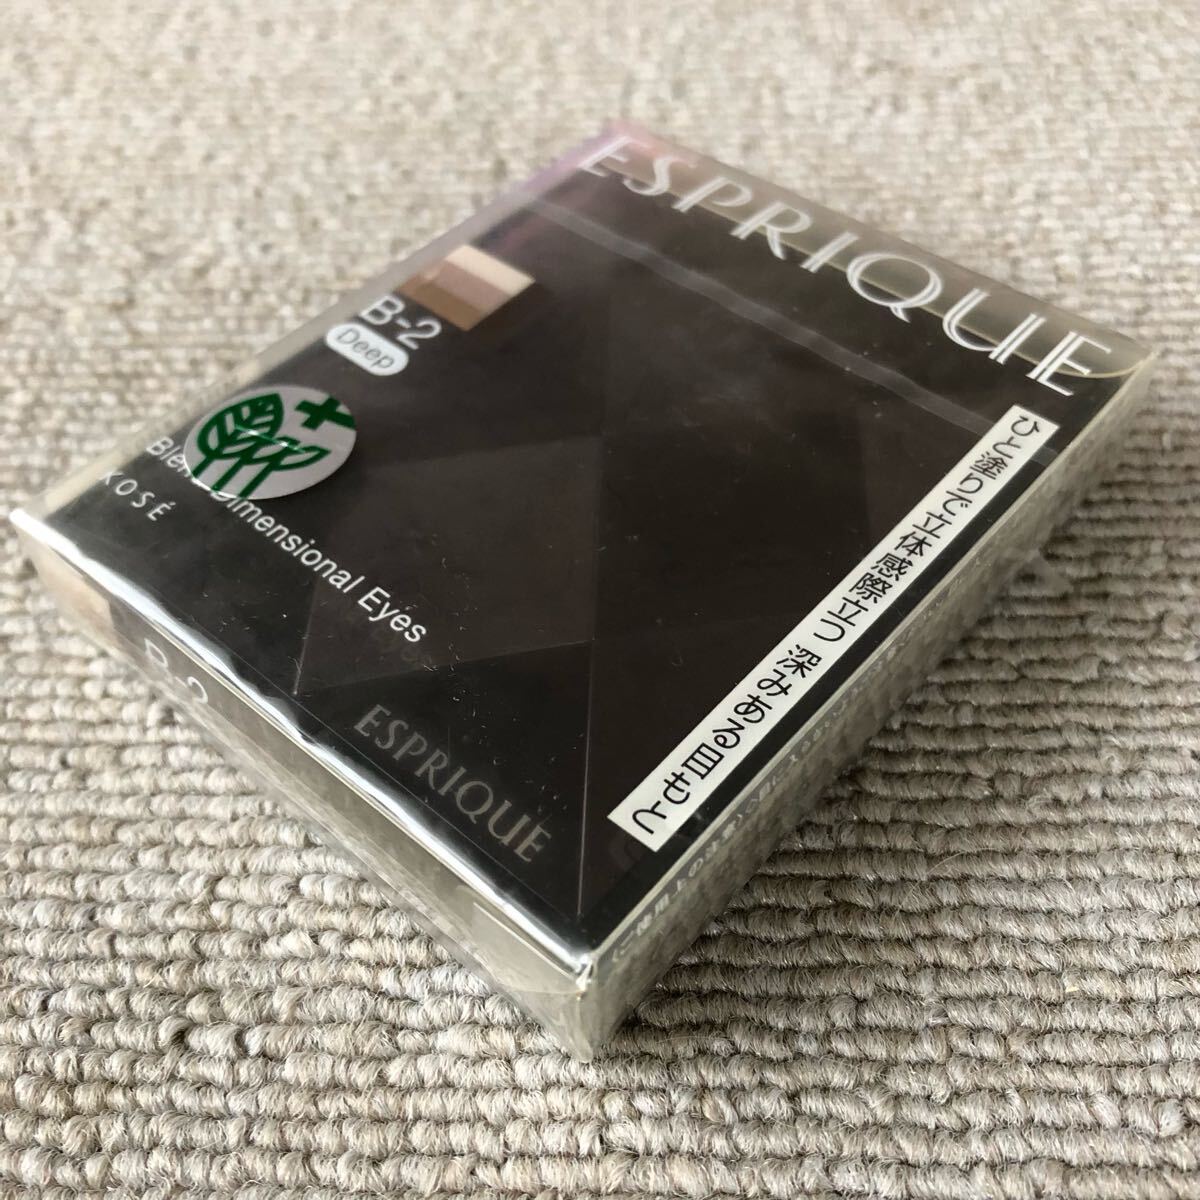 ESPRIQUE
B-2
Deep
ひと塗りで立体感際立つ 深みある目もと
Dimensional Eyes
KOSÉ
ESPRIQUE
B-2